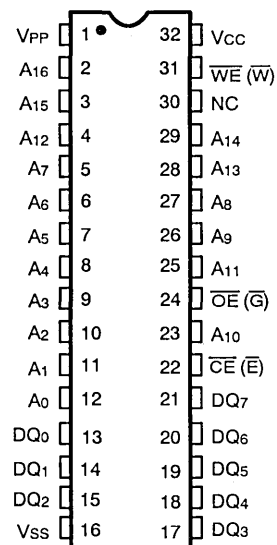 VPP 1 32 VCC
A16 2 31 WE (W)
A15 3 30 NC
A12 4 29 A14
A7 5 28 A13
A6 6 27 A8
A5 7 26 A9
A4 8 25 A11
A3 9 24 OE (G)
A2 10 23 A10
A1 11 22 CE (E)
A0 12 21 DQ7
DQ0 13 20 DQ6
DQ1 14 19 DQ5
DQ2 15 18 DQ4
VSS 16 17 DQ3